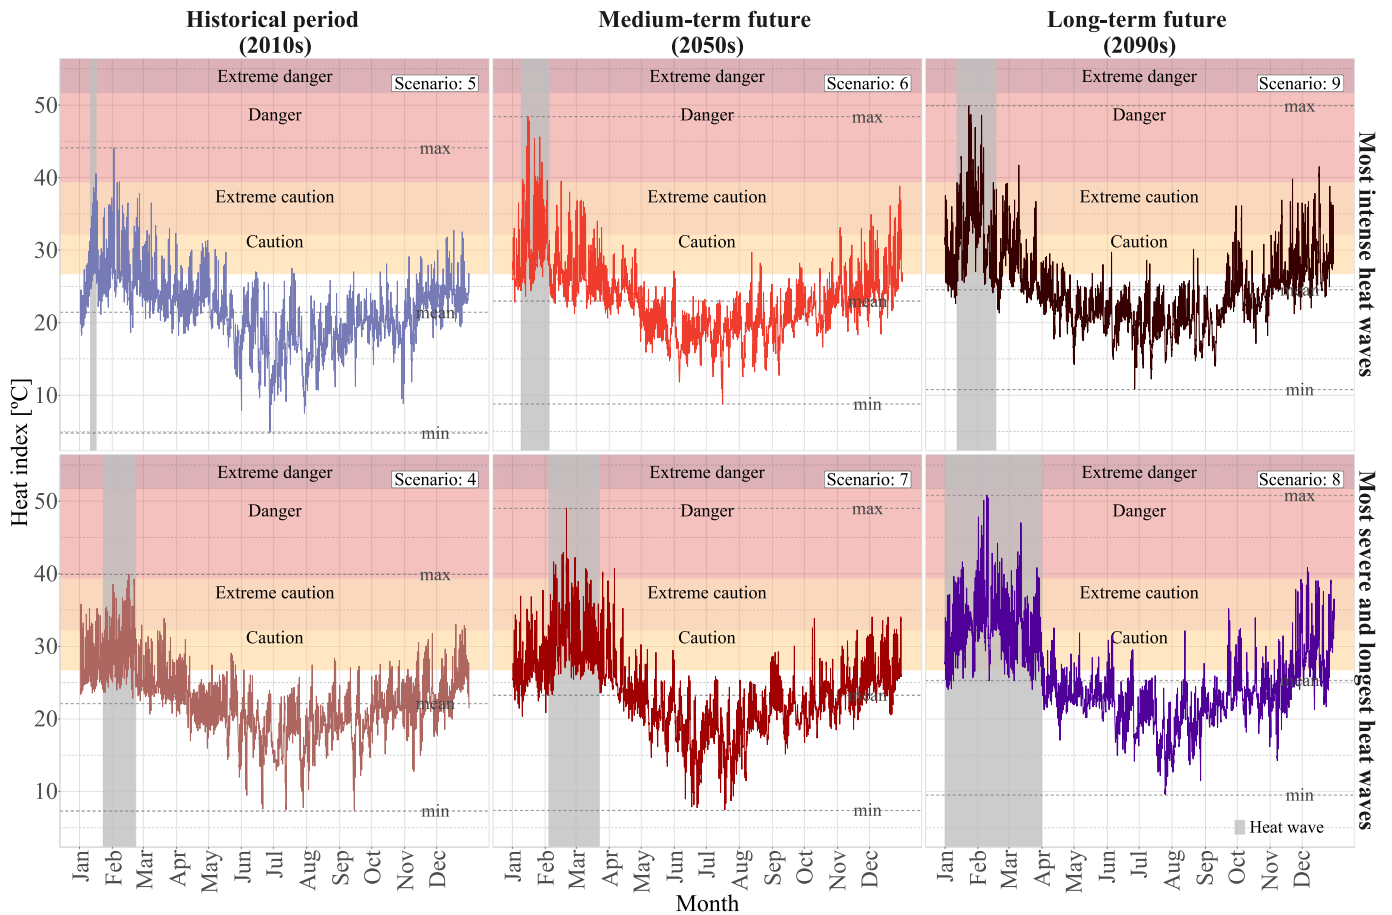 Historical period
(2010s)
Medium-term future
(2050s)
Long-term future
(2090s)
Extreme danger
Scenario: 5
Danger
max
Extreme caution
Caution
mean
min
50
40
30
20
10
Extreme danger
Scenario: 6
Danger
max
Extreme caution
Caution
mean
min
Extreme danger
Scenario: 9
max
Danger
Extreme caution
Caution
mean
min
Most intense heat waves
Heat index [ºC]
Extreme danger
Scenario: 4
Danger
max
Extreme caution
Caution
mean
min
50
40
30
20
10
Extreme danger
Scenario: 7
Danger
max
Extreme caution
Caution
mean
min
Extreme danger
Scenario: 8
max
Danger
Extreme caution
Caution
mean
min
Heat wave
Most severe and longest heat waves
Jan Feb Mar Apr May Jun Jul Aug Sep Oct Nov Dec
Jan Feb Mar Apr May Jun Jul Aug Sep Oct Nov Dec
Jan Feb Mar Apr May Jun Jul Aug Sep Oct Nov Dec
Month